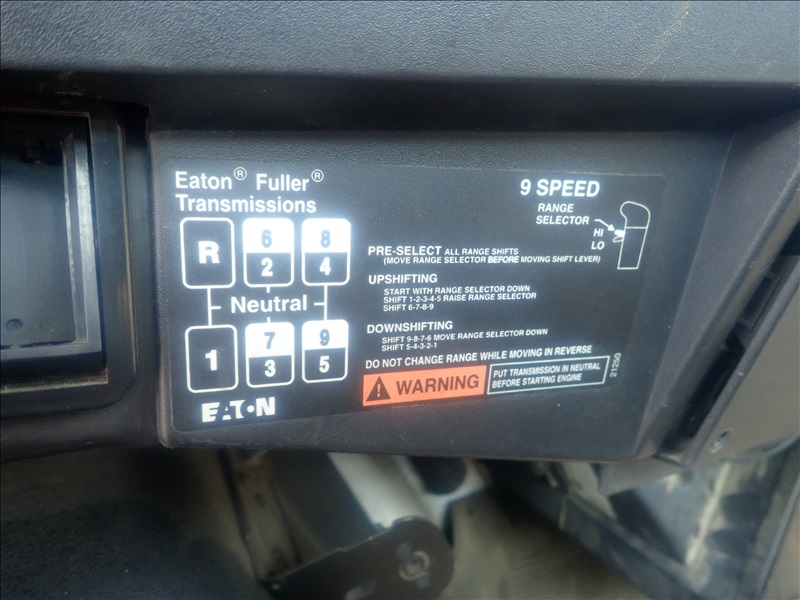 Eaton® Fuller®
Transmissions
9 SPEED
RANGE
SELECTOR
HI
LO
R 6 8
2 4
Neutral
1 7 9
3 5
EATON
PRE-SELECT ALL RANGE SHIFTS
(MOVE RANGE SELECTOR BEFORE MOVING SHIFT LEVER)
UPSHIFTING
START WITH RANGE SELECTOR DOWN
SHIFT 1-2-3-4-5 RAISE RANGE SELECTOR
SHIFT 6-7-8-9
DOWNSHIFTING
SHIFT 9-8-7-6 MOVE RANGE SELECTOR DOWN
SHIFT 5-4-3-2-1
DO NOT CHANGE RANGE WHILE MOVING IN REVERSE
WARNING
PUT TRANSMISSION IN NEUTRAL
BEFORE STARTING ENGINE
21250